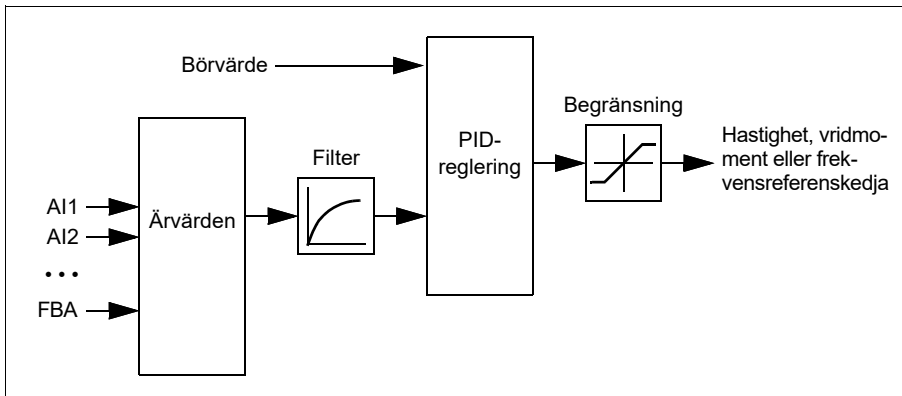 Börvärde
PID-
reglering
Begränsning
Hastighet, vridmo-
ment eller frek-
vensreferenskedja
Filter
Ärvärden
AI1
AI2
...
FBA